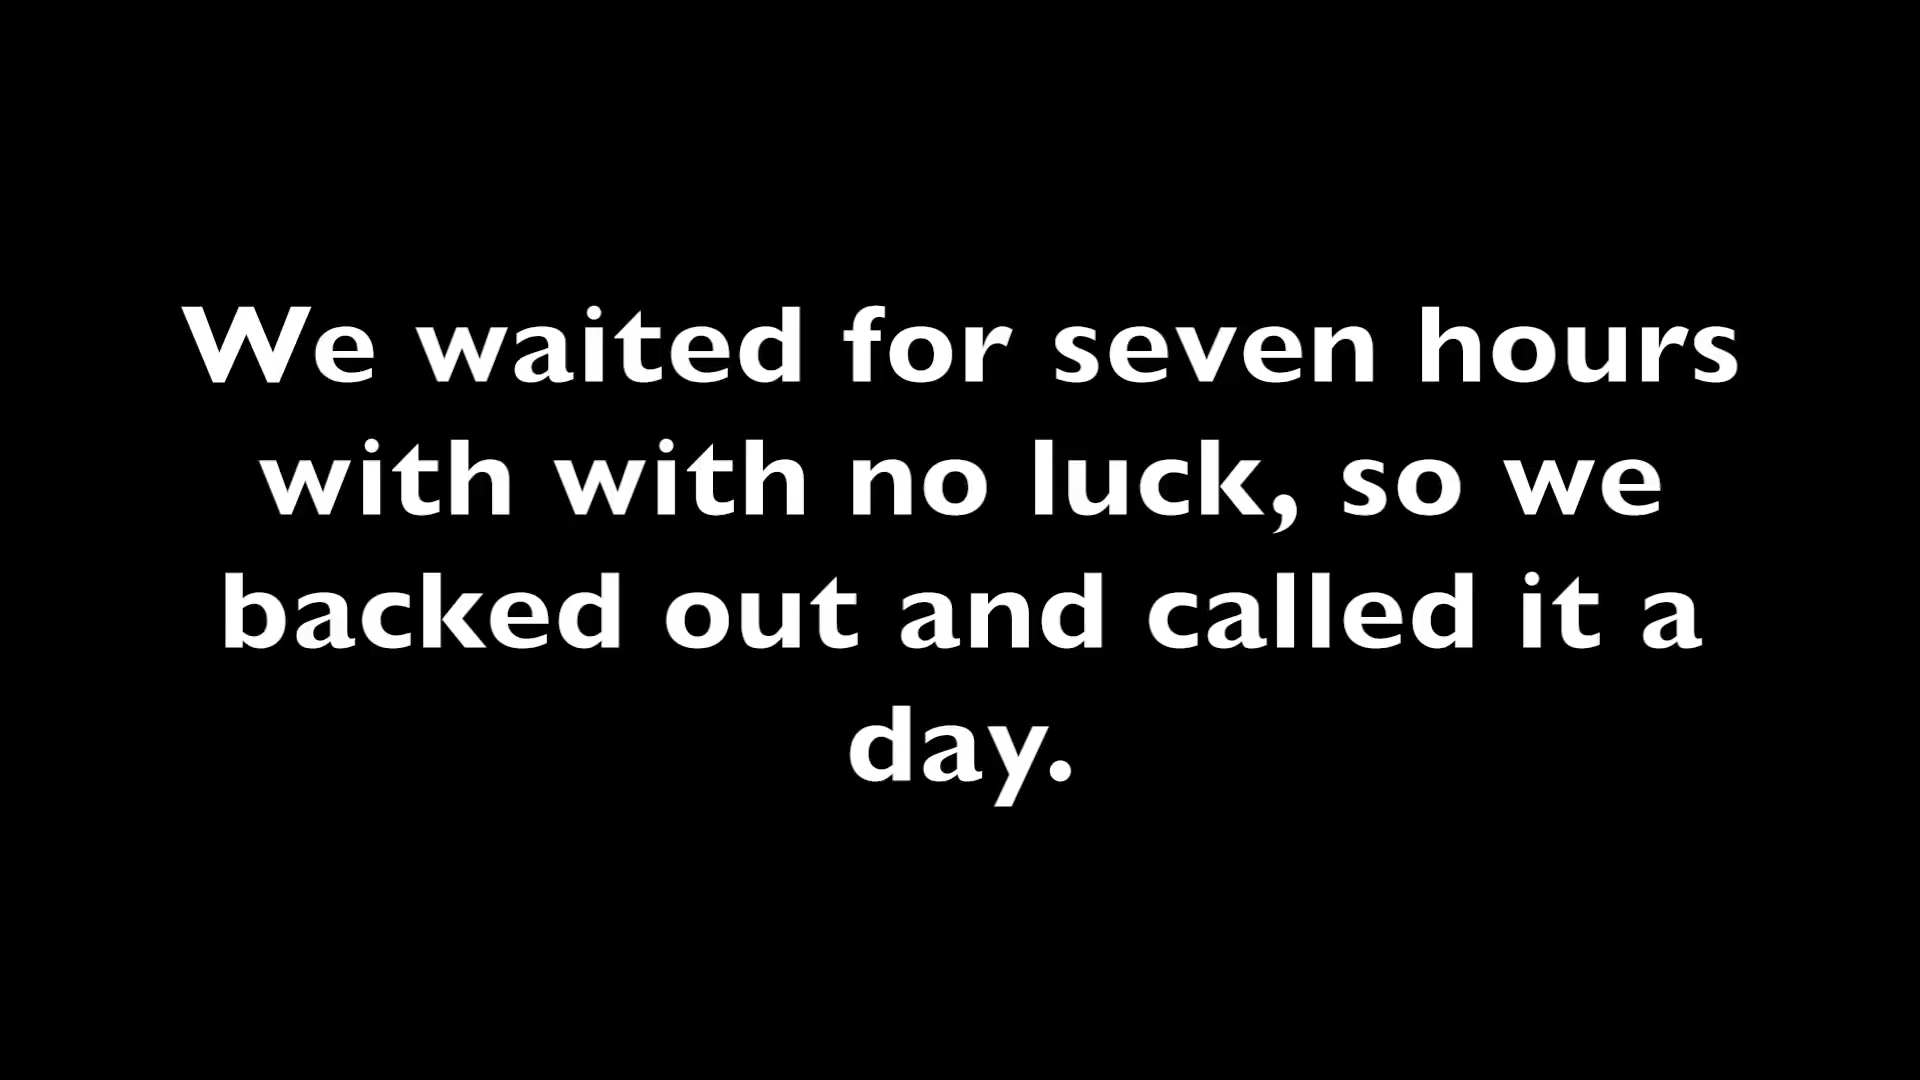 We waited for seven hours
with with no luck, so we
backed out and called it a
day.